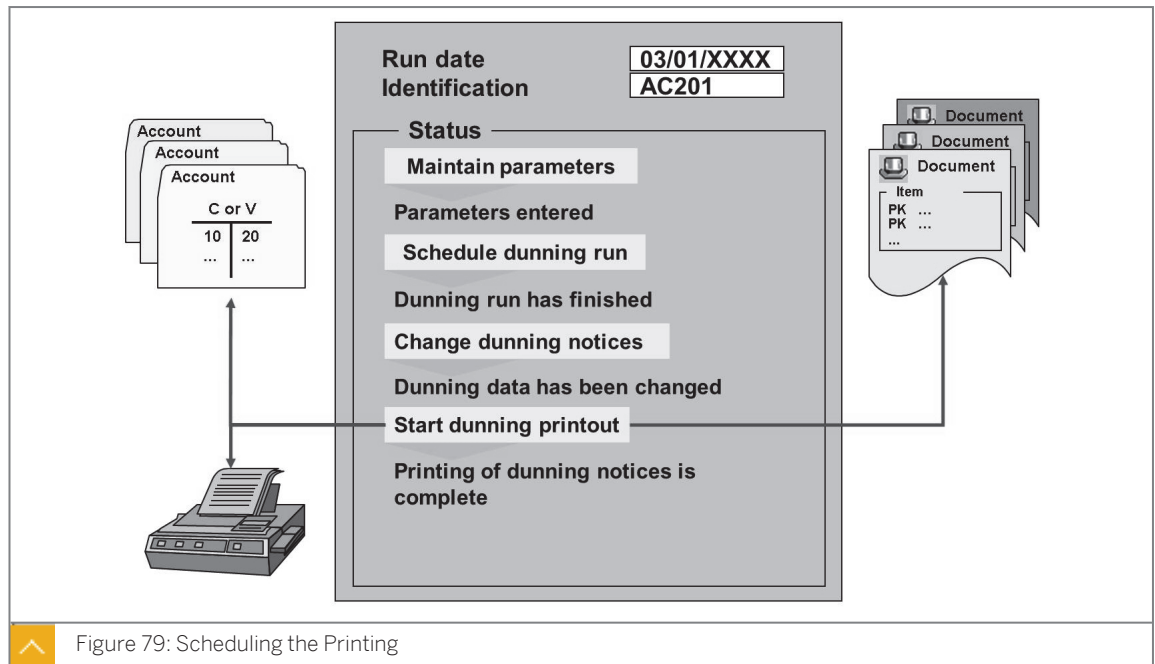 Run date 03/01/XXXX
Identification AC201
Status
Maintain parameters
Parameters entered
Schedule dunning run
Dunning run has finished
Change dunning notices
Dunning data has been changed
Start dunning printout
Printing of dunning notices is
complete
Account
Account
Account
C or V
10 20
... ...
Document
Document
Document
Item
PK ...
PK ...
...
Figure 79: Scheduling the Printing